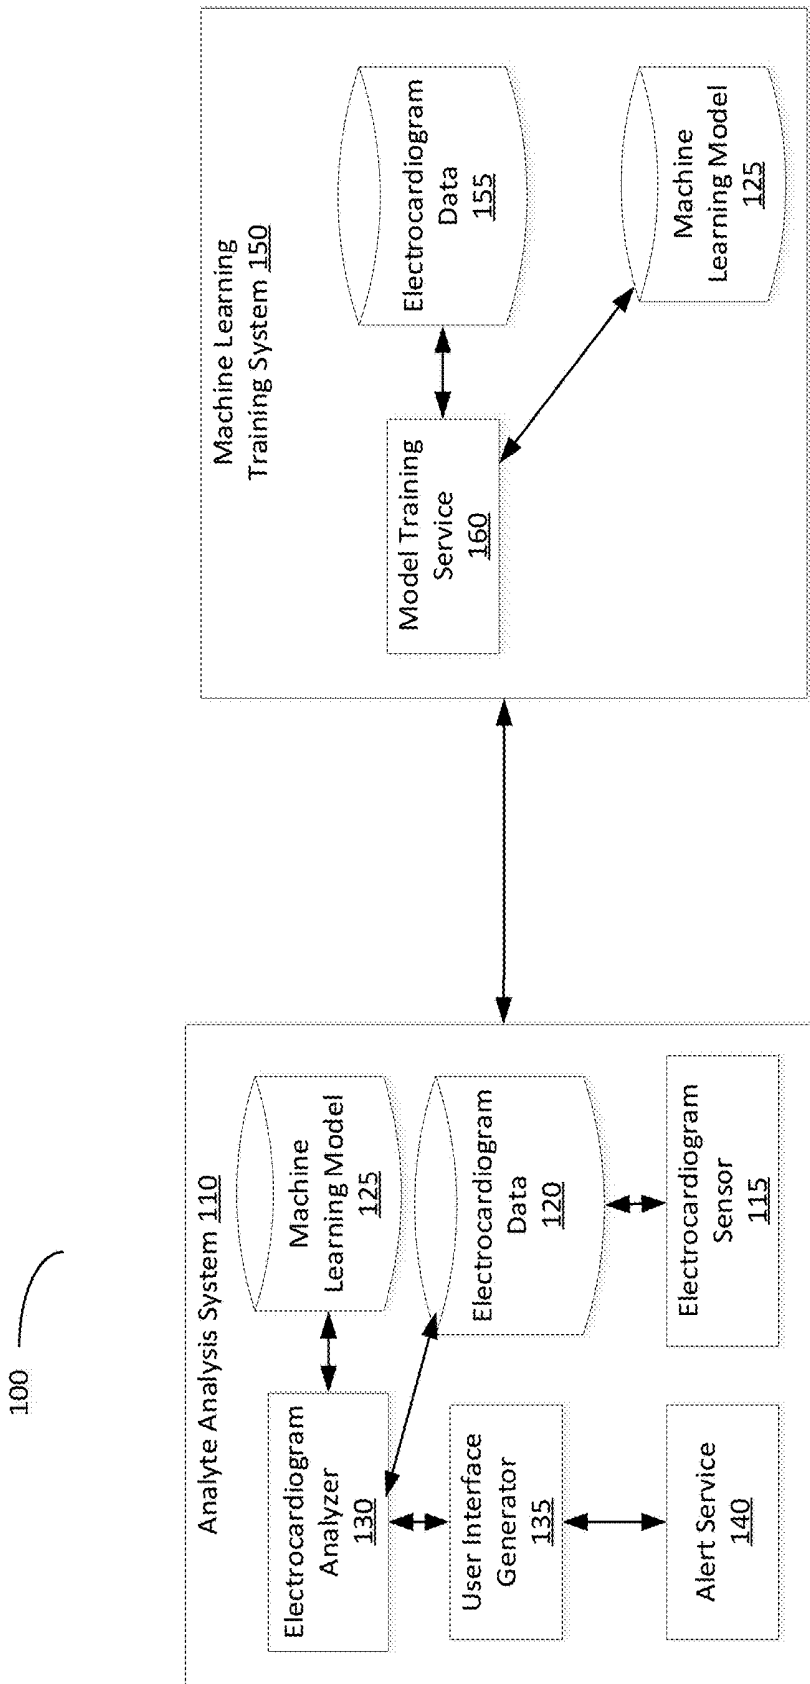 100
Analyte Analysis System 110
Electrocardiogram
Analyzer
130
Machine
Learning Model
125
User Interface
Generator
135
Electrocardiogram
Data
120
Alert Service
140
Electrocardiogram
Sensor
115
Machine Learning
Training System 150
Model Training
Service
160
Electrocardiogram
Data
155
Machine
Learning Model
125